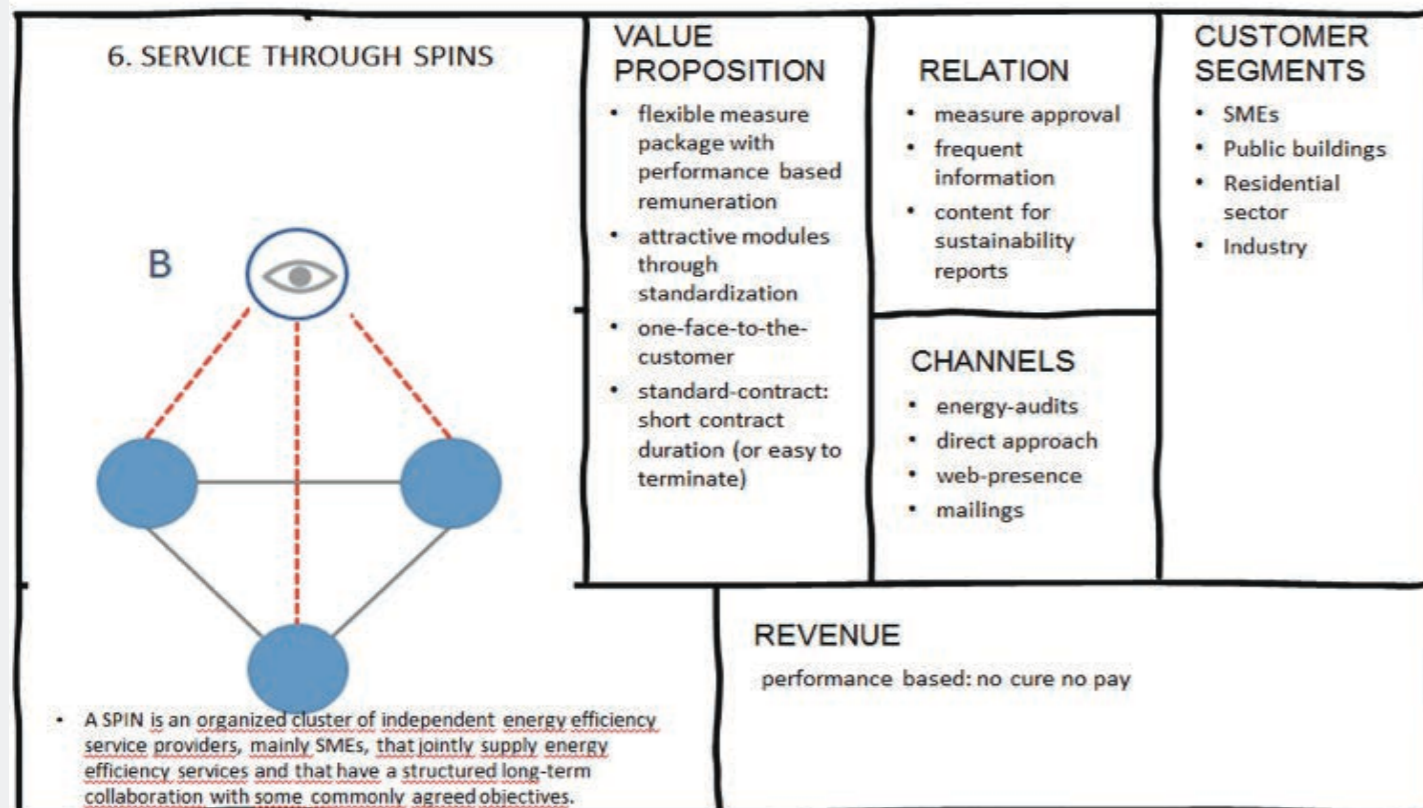 6. SERVICE THROUGH SPINS
B
• A SPIN is an organized cluster of independent energy efficiency
service providers, mainly SMEs, that jointly supply energy
efficiency services and that have a structured long-term
collaboration with some commonly agreed objectives.
VALUE
PROPOSITION
• flexible measure
package with
performance based
remuneration
• attractive modules
through
standardization
• one-face-to-the-
customer
• standard-contract:
short contract
duration (or easy to
terminate)
RELATION
• measure approval
• frequent
information
• content for
sustainability
reports
CHANNELS
• energy-audits
• direct approach
• web-presence
• mailings
CUSTOMER
SEGMENTS
• SMEs
• Public buildings
• Residential
sector
• Industry
REVENUE
performance based: no cure no pay